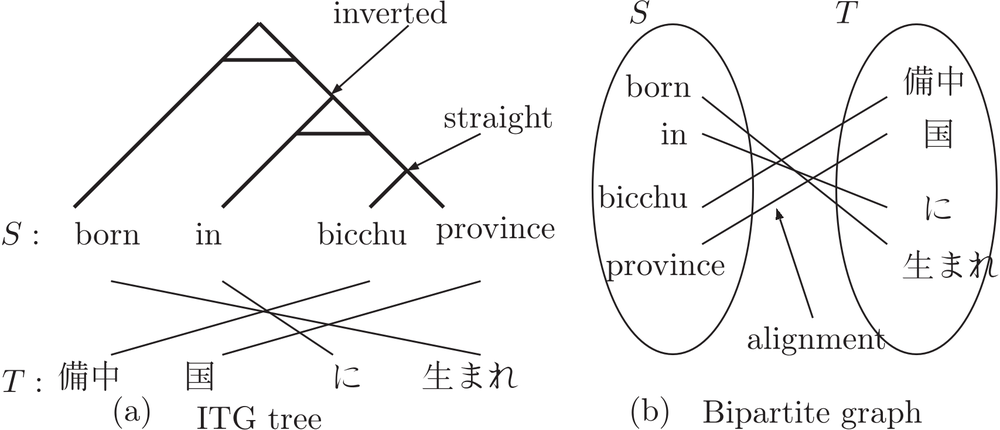 inverted
straight
S : born in bicchu province
T : 備中 国 に 生まれ
(a) ITG tree
S T
born 備中
in 国
bicchu に
province 生まれ
alignment
(b) Bipartite graph